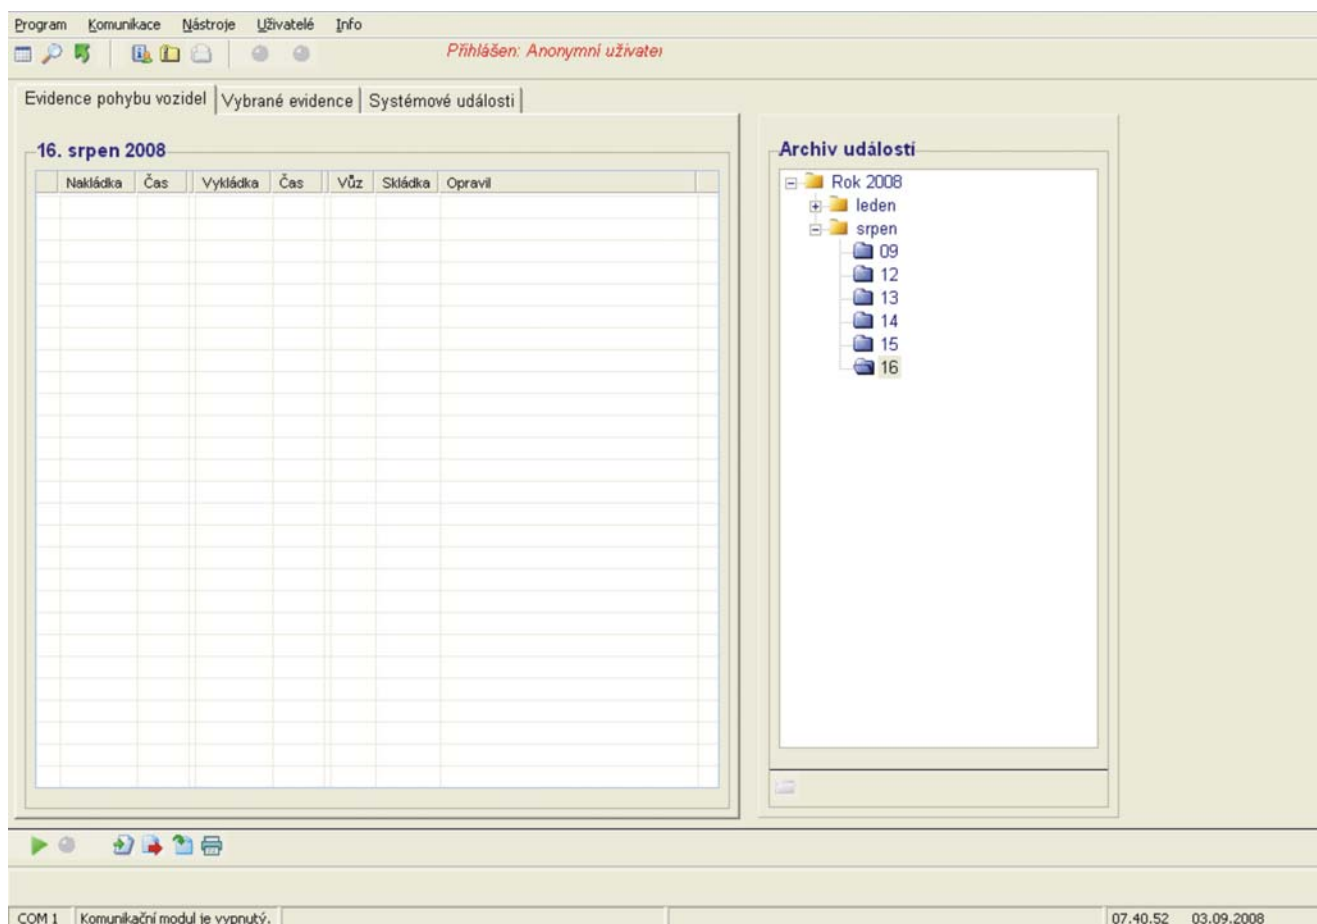 Program Komunikace Nástroje Uživatelé Info
Přihlášen: Anonymní uživatel
Evidence pohybu vozidel Vybrané evidence Systémové události
16. srpen 2008
Nakládka Čas Vykládka Čas Vůz Skládka Opravil
Archiv událostí
Rok 2008
leden
srpen
09
12
13
14
15
16
COM 1 Komunikační modul je vypnutý. 07.40.52 03.09.2008